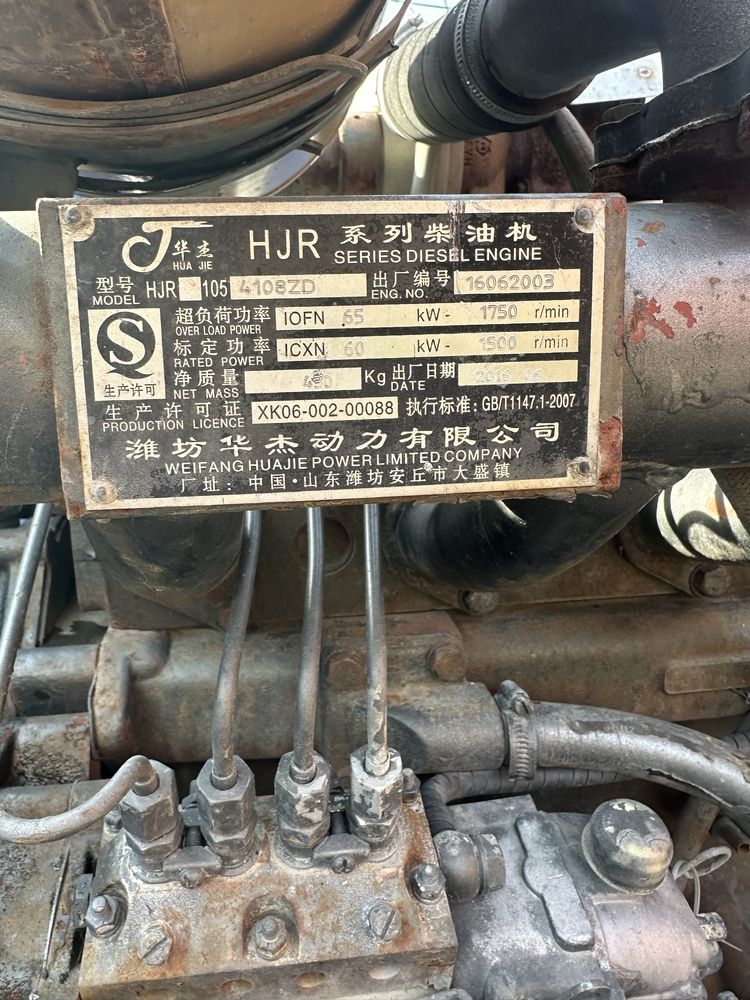 华杰
HUA JIE
HJR 系列柴油机
SERIES DIESEL ENGINE
型号 HJR 105 4108ZD 出厂编号 16062003
MODEL ENG.NO.
超负荷功率 IOFN 65 kW- 1750 r/min
OVER LOAD POWER
标定功率 ICXN 60 kW- 1500 r/min
RATED POWER
净质量 Kg 出厂日期
NET MASS DATE
S
生产许可
生产许可证 XK06-002-00088 执行标准: GB/T1147.1-2007
PRODUCTION LICENCE
潍坊华杰动力有限公司
WEIFANG HUAJIE POWER LIMITED COMPANY
厂址: 中国·山东潍坊安丘市大盛镇